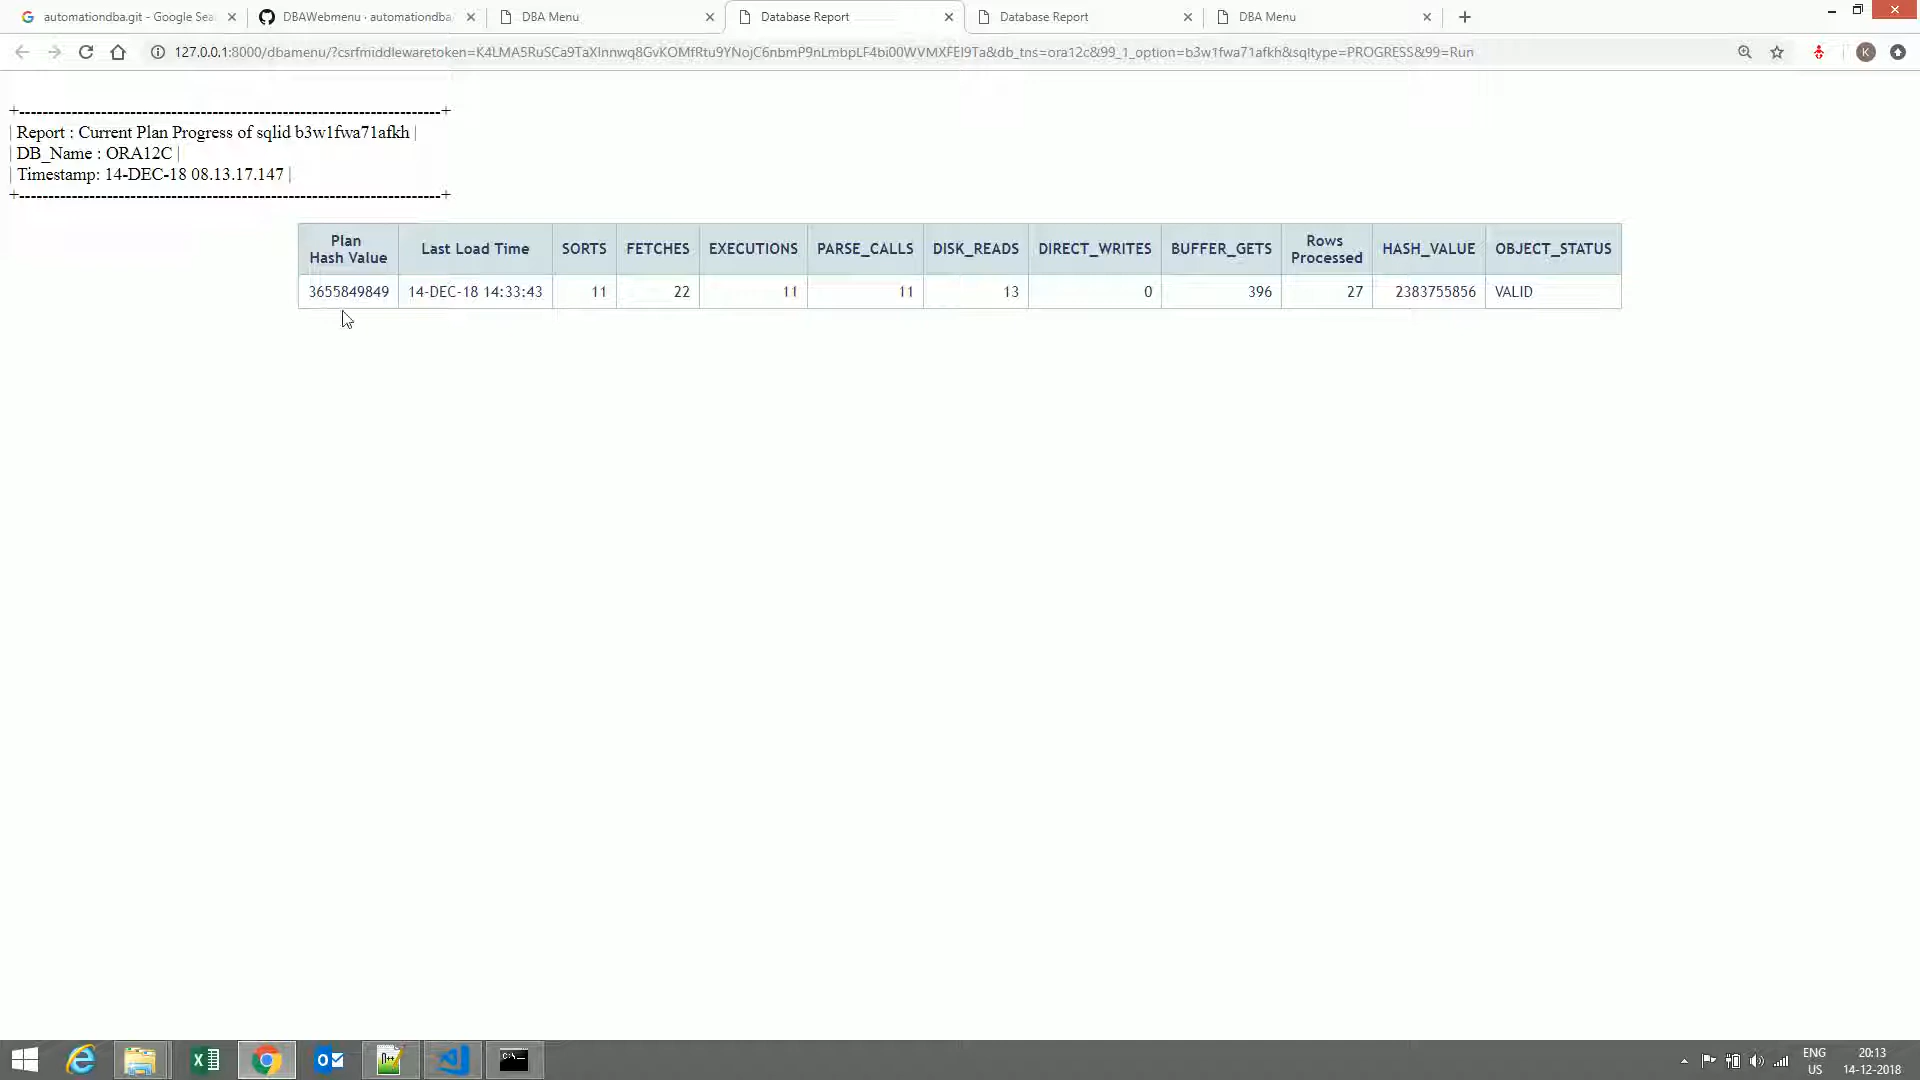 automationdba.git - Google Sea
DBAWebmenu · automationdba
DBA Menu
Database Report
Database Report
DBA Menu
127.0.0.1:8000/dbamenu/?csrfmiddlewaretoken=K4LMA5RuSCa9TaXlnnwq8GvKOMfRtu9YNojC6nbmP9nLmbpLF4bi00WVMXFEI9Ta&db_tns=ora12c&99_1_option=b3w1fwa71afkh&sqltype=PROGRESS&99=Run
K
+------------------------------------------------------------------------+
| Report : Current Plan Progress of sqlid b3w1fwa71afkh |
| DB_Name : ORA12C |
| Timestamp: 14-DEC-18 08.13.17.147 |
+------------------------------------------------------------------------+
Plan Hash Value Last Load Time SORTS FETCHES EXECUTIONS PARSE_CALLS DISK_READS DIRECT_WRITES BUFFER_GETS Rows Processed HASH_VALUE OBJECT_STATUS
3655849849 14-DEC-18 14:33:43 11 22 11 11 13 0 396 27 2383755856 VALID
ENG 20:13
US 14-12-2018